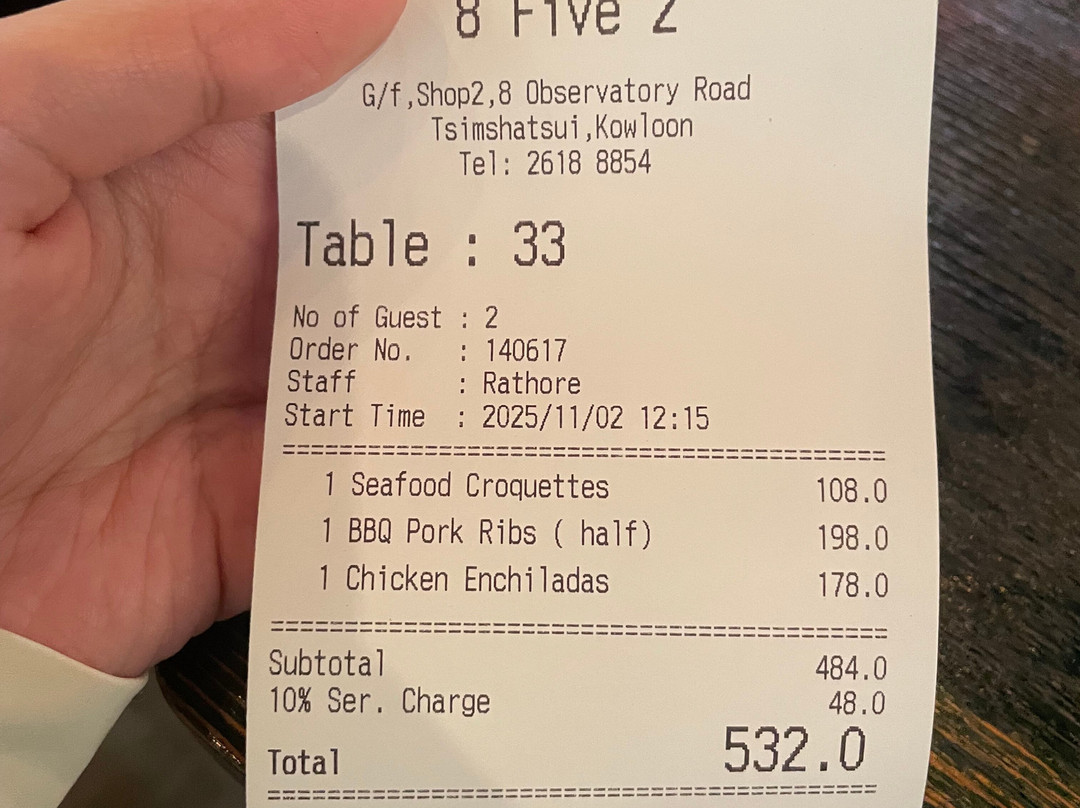 8 Five 2
G/f,Shop2,8 Observatory Road
Tsimshatsui,Kowloon
Tel: 2618 8854
Table : 33
No of Guest : 2
Order No. : 140617
Staff : Rathore
Start Time : 2025/11/02 12:15
==========================================
1 Seafood Croquettes 108.0
1 BBQ Pork Ribs ( half) 198.0
1 Chicken Enchiladas 178.0
==========================================
Subtotal 484.0
10% Ser. Charge 48.0
Total 532.0
==========================================